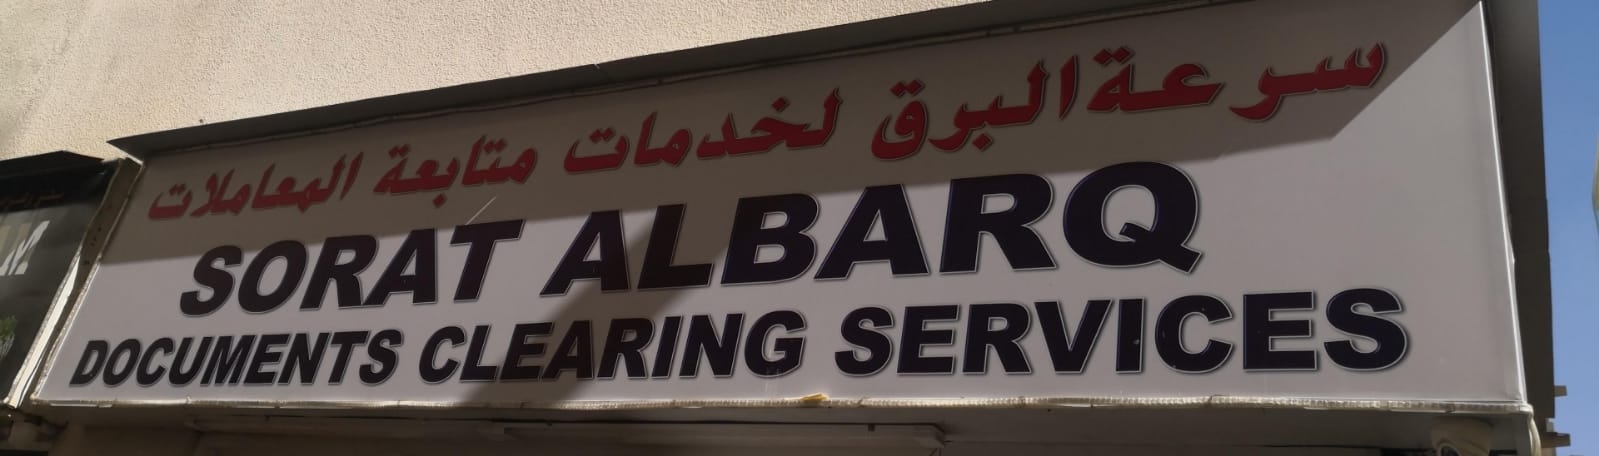 سرعة البرق لخدمات متابعة المعاملات
SORAT ALBARQ
DOCUMENTS CLEARING SERVICES